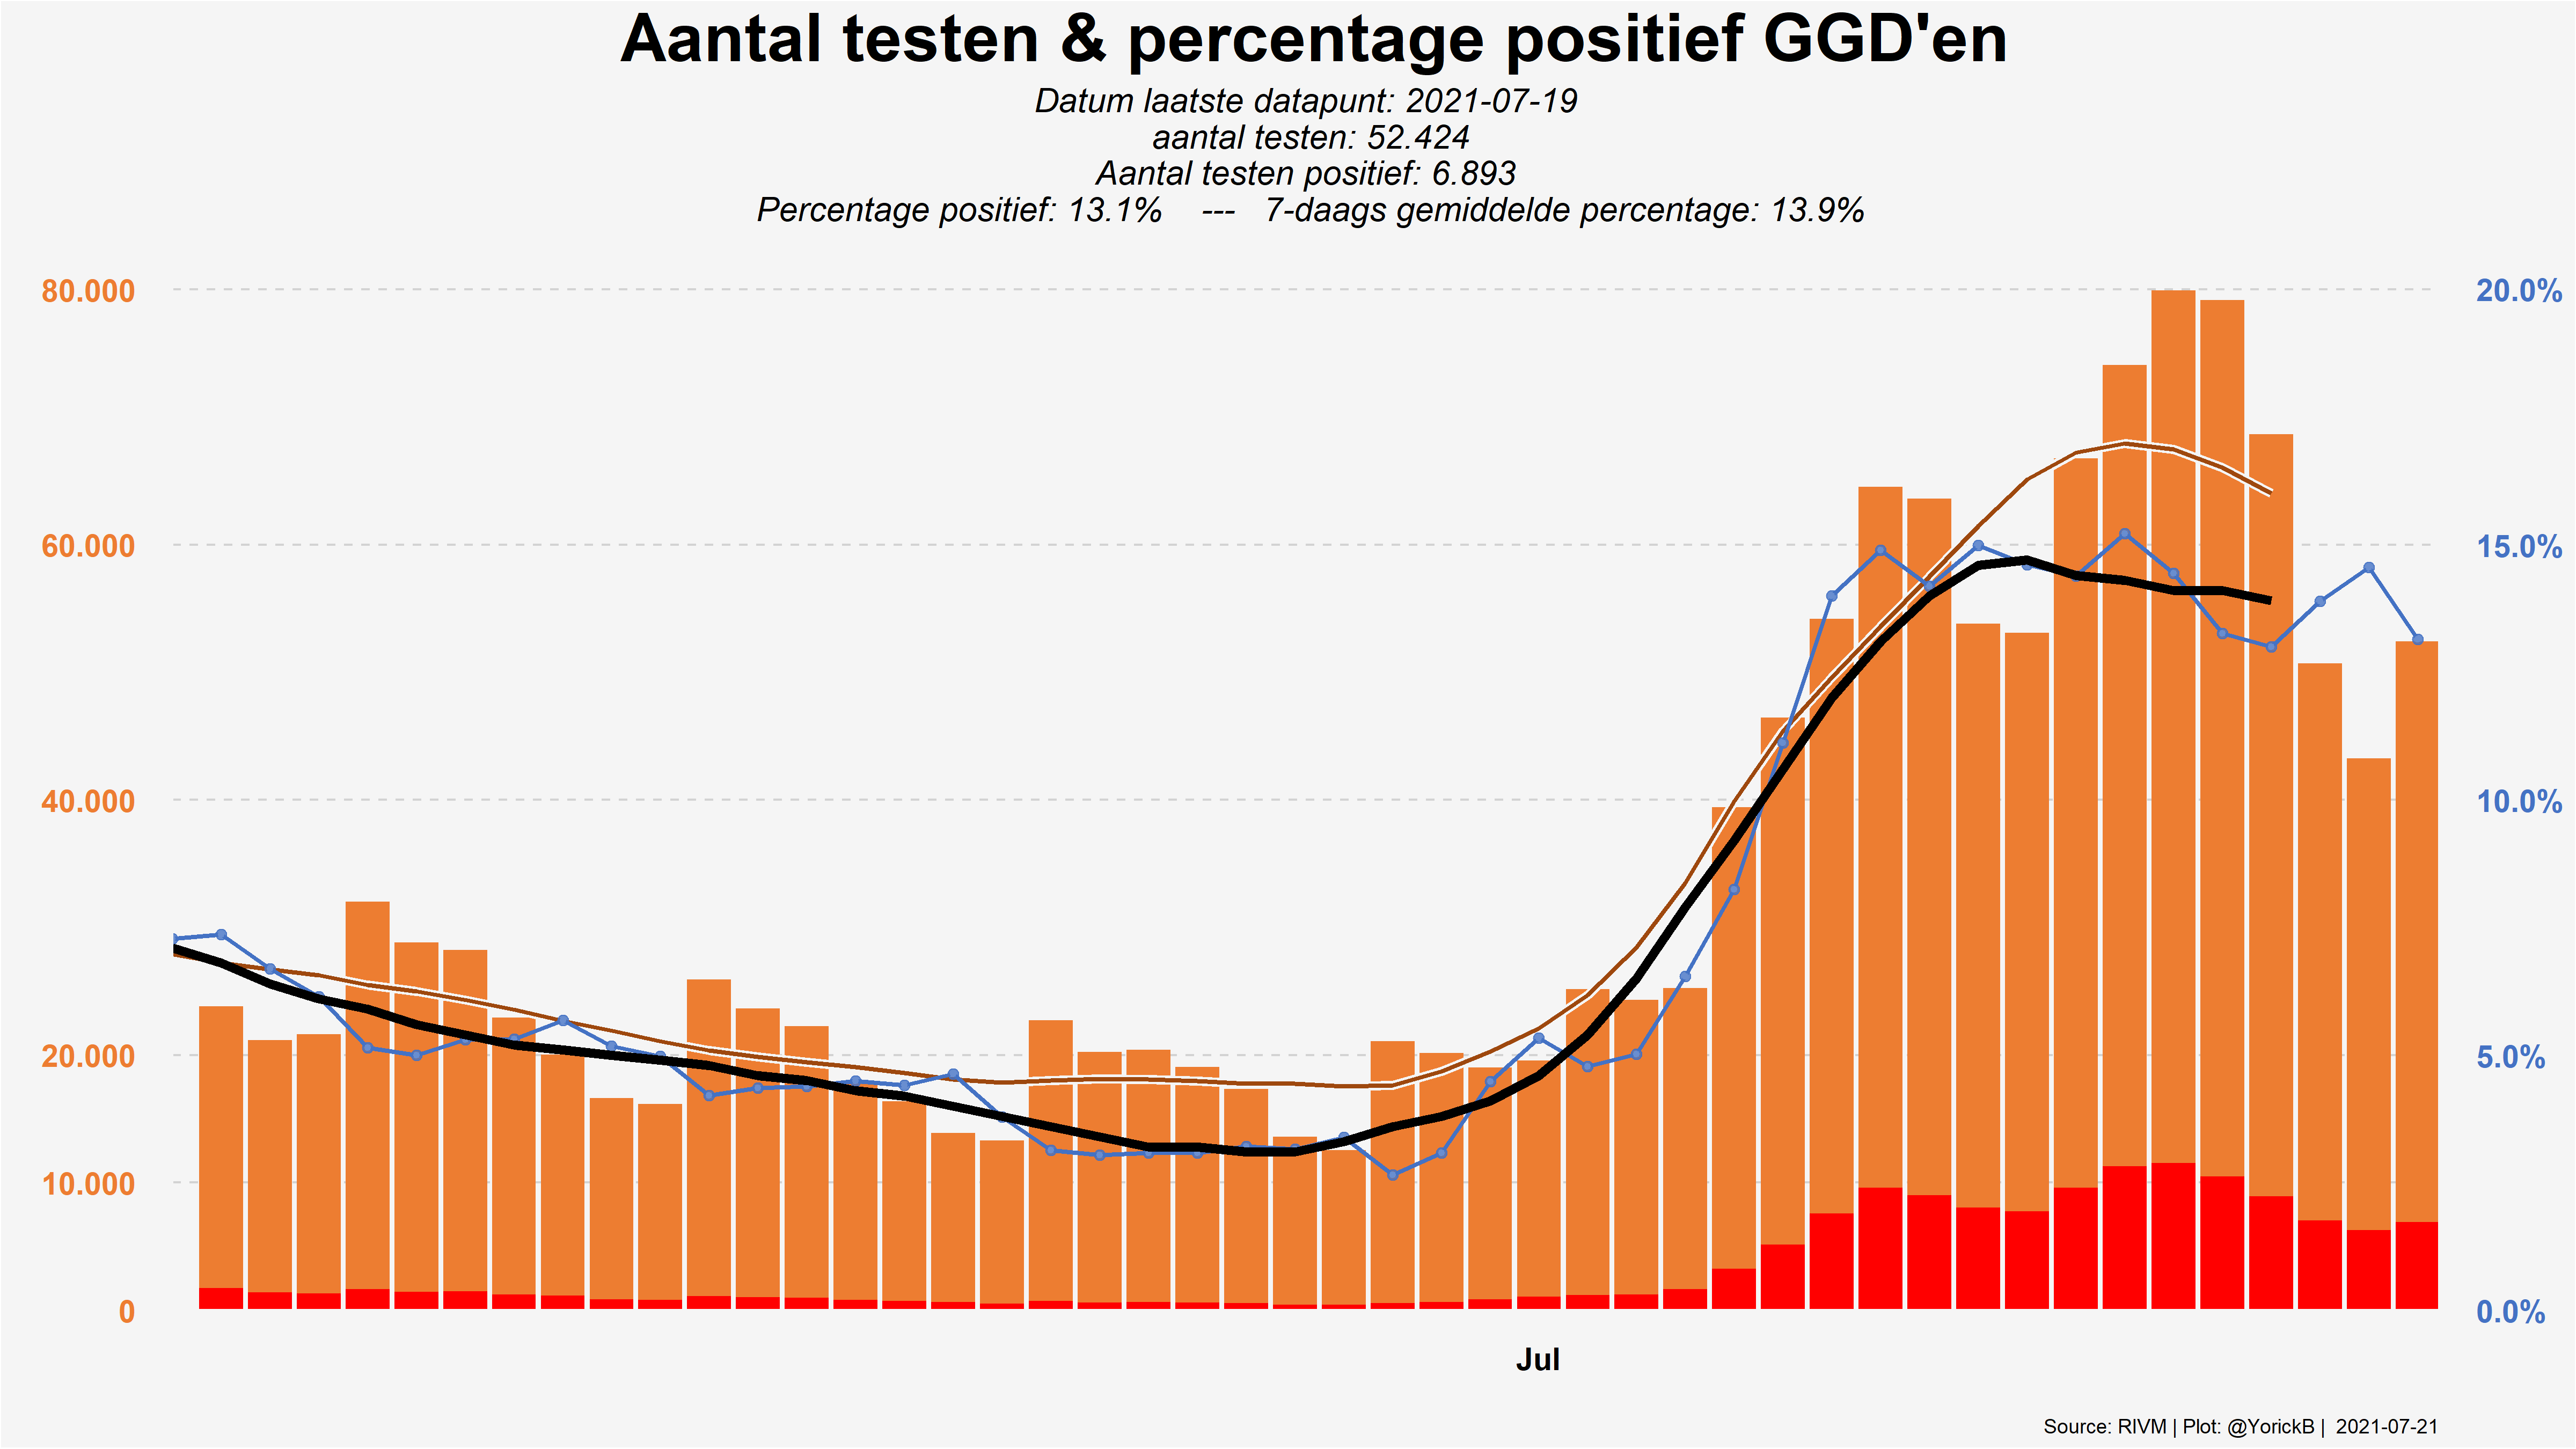 Aantal testen & percentage positief GGD'en
Datum laatste datapunt: 2021-07-19
aantal testen: 52.424
Aantal testen positief: 6.893
Percentage positief: 13.1% --- 7-daags gemiddelde percentage: 13.9%
80.000
60.000
40.000
20.000
10.000
0
20.0%
15.0%
10.0%
5.0%
0.0%
Jul
Source: RIVM | Plot: @YorickB | 2021-07-21